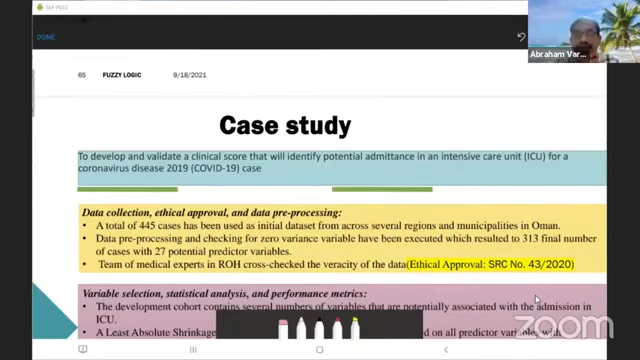 DONE
Abraham Var...
65 FUZZY LOGIC 9/18/2021
Case study
To develop and validate a clinical score that will identify potential admittance in an intensive care unit (ICU) for a
coronavirus disease 2019 (COVID-19) case
Data collection, ethical approval, and data pre-processing:
• A total of 445 cases has been used as initial dataset from across several regions and municipalities in Oman.
• Data pre-processing and checking for zero variance variable have been executed which resulted to 313 final number
of cases with 27 potential predictor variables.
• Team of medical experts in ROH cross-checked the veracity of the data(Ethical Approval: SRC No. 43/2020)
Variable selection, statistical analysis, and performance metrics:
• The development cohort contains several numbers of variables that are potentially associated with the admission in
ICU.
• A Least Absolute Shrinkage on all predictor variables with
zoom